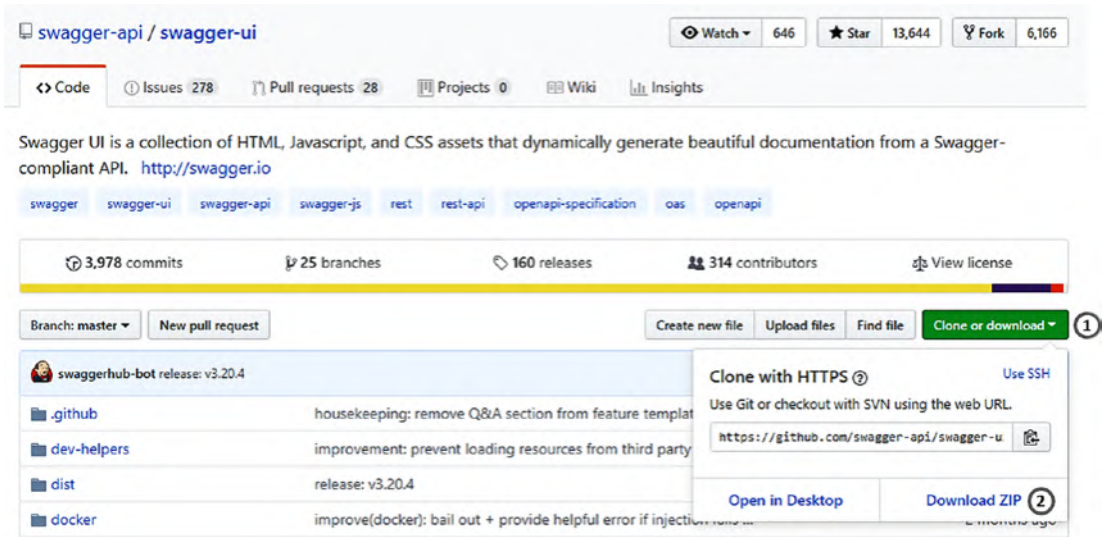 swagger-api / swagger-ui
Watch 646 Star 13,644 Fork 6,166
Code Issues 278 Pull requests 28 Projects 0 Wiki Insights
Swagger UI is a collection of HTML, Javascript, and CSS assets that dynamically generate beautiful documentation from a Swagger-
compliant API. http://swagger.io
swagger swagger-ui swagger-api swagger-js rest rest-api openapi-specification oas openapi
3,978 commits 25 branches 160 releases 314 contributors View license
Branch: master New pull request Create new file Upload files Find file Clone or download 1
swaggerhub-bot release: v3.20.4
Clone with HTTPS ? Use SSH
Use Git or checkout with SVN using the web URL.
https://github.com/swagger-api/swagger-u
Open in Desktop Download ZIP 2
.github housekeeping: remove Q&A section from feature templat
dev-helpers improvement: prevent loading resources from third party
dist release: v3.20.4
docker improve(docker): bail out + provide helpful error if injection fails ... 2 months ago